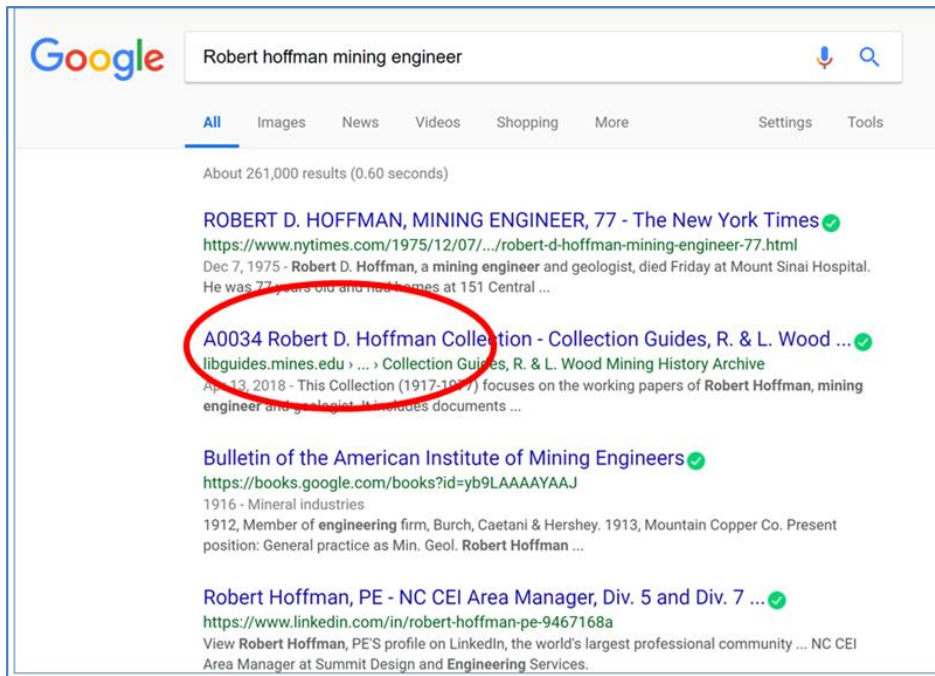 Google
Robert hoffman mining engineer
All Images News Videos Shopping More Settings Tools
About 261,000 results (0.60 seconds)
ROBERT D. HOFFMAN, MINING ENGINEER, 77 - The New York Times
https://www.nytimes.com/1975/12/07/.../robert-d-hoffman-mining-engineer-77.html
Dec 7, 1975 - Robert D. Hoffman, a mining engineer and geologist, died Friday at Mount Sinai Hospital.
He was 77 years old and had homes at 151 Central ...
A0034 Robert D. Hoffman Collection - Collection Guides, R. & L. Wood ...
libguides.mines.edu › ... › Collection Guides, R. & L. Wood Mining History Archive
Apr 13, 2018 - This Collection (1917-1977) focuses on the working papers of Robert Hoffman, mining
engineer and geologist. It includes documents ...
Bulletin of the American Institute of Mining Engineers
https://books.google.com/books?id=yb9LAAAAYAAJ
1916 - Mineral industries
1912, Member of engineering firm, Burch, Caetani & Hershey. 1913, Mountain Copper Co. Present
position: General practice as Min. Geol. Robert Hoffman ...
Robert Hoffman, PE - NC CEI Area Manager, Div. 5 and Div. 7 ...
https://www.linkedin.com/in/robert-hoffman-pe-9467168a
View Robert Hoffman, PE'S profile on LinkedIn, the world's largest professional community ... NC CEI
Area Manager at Summit Design and Engineering Services.